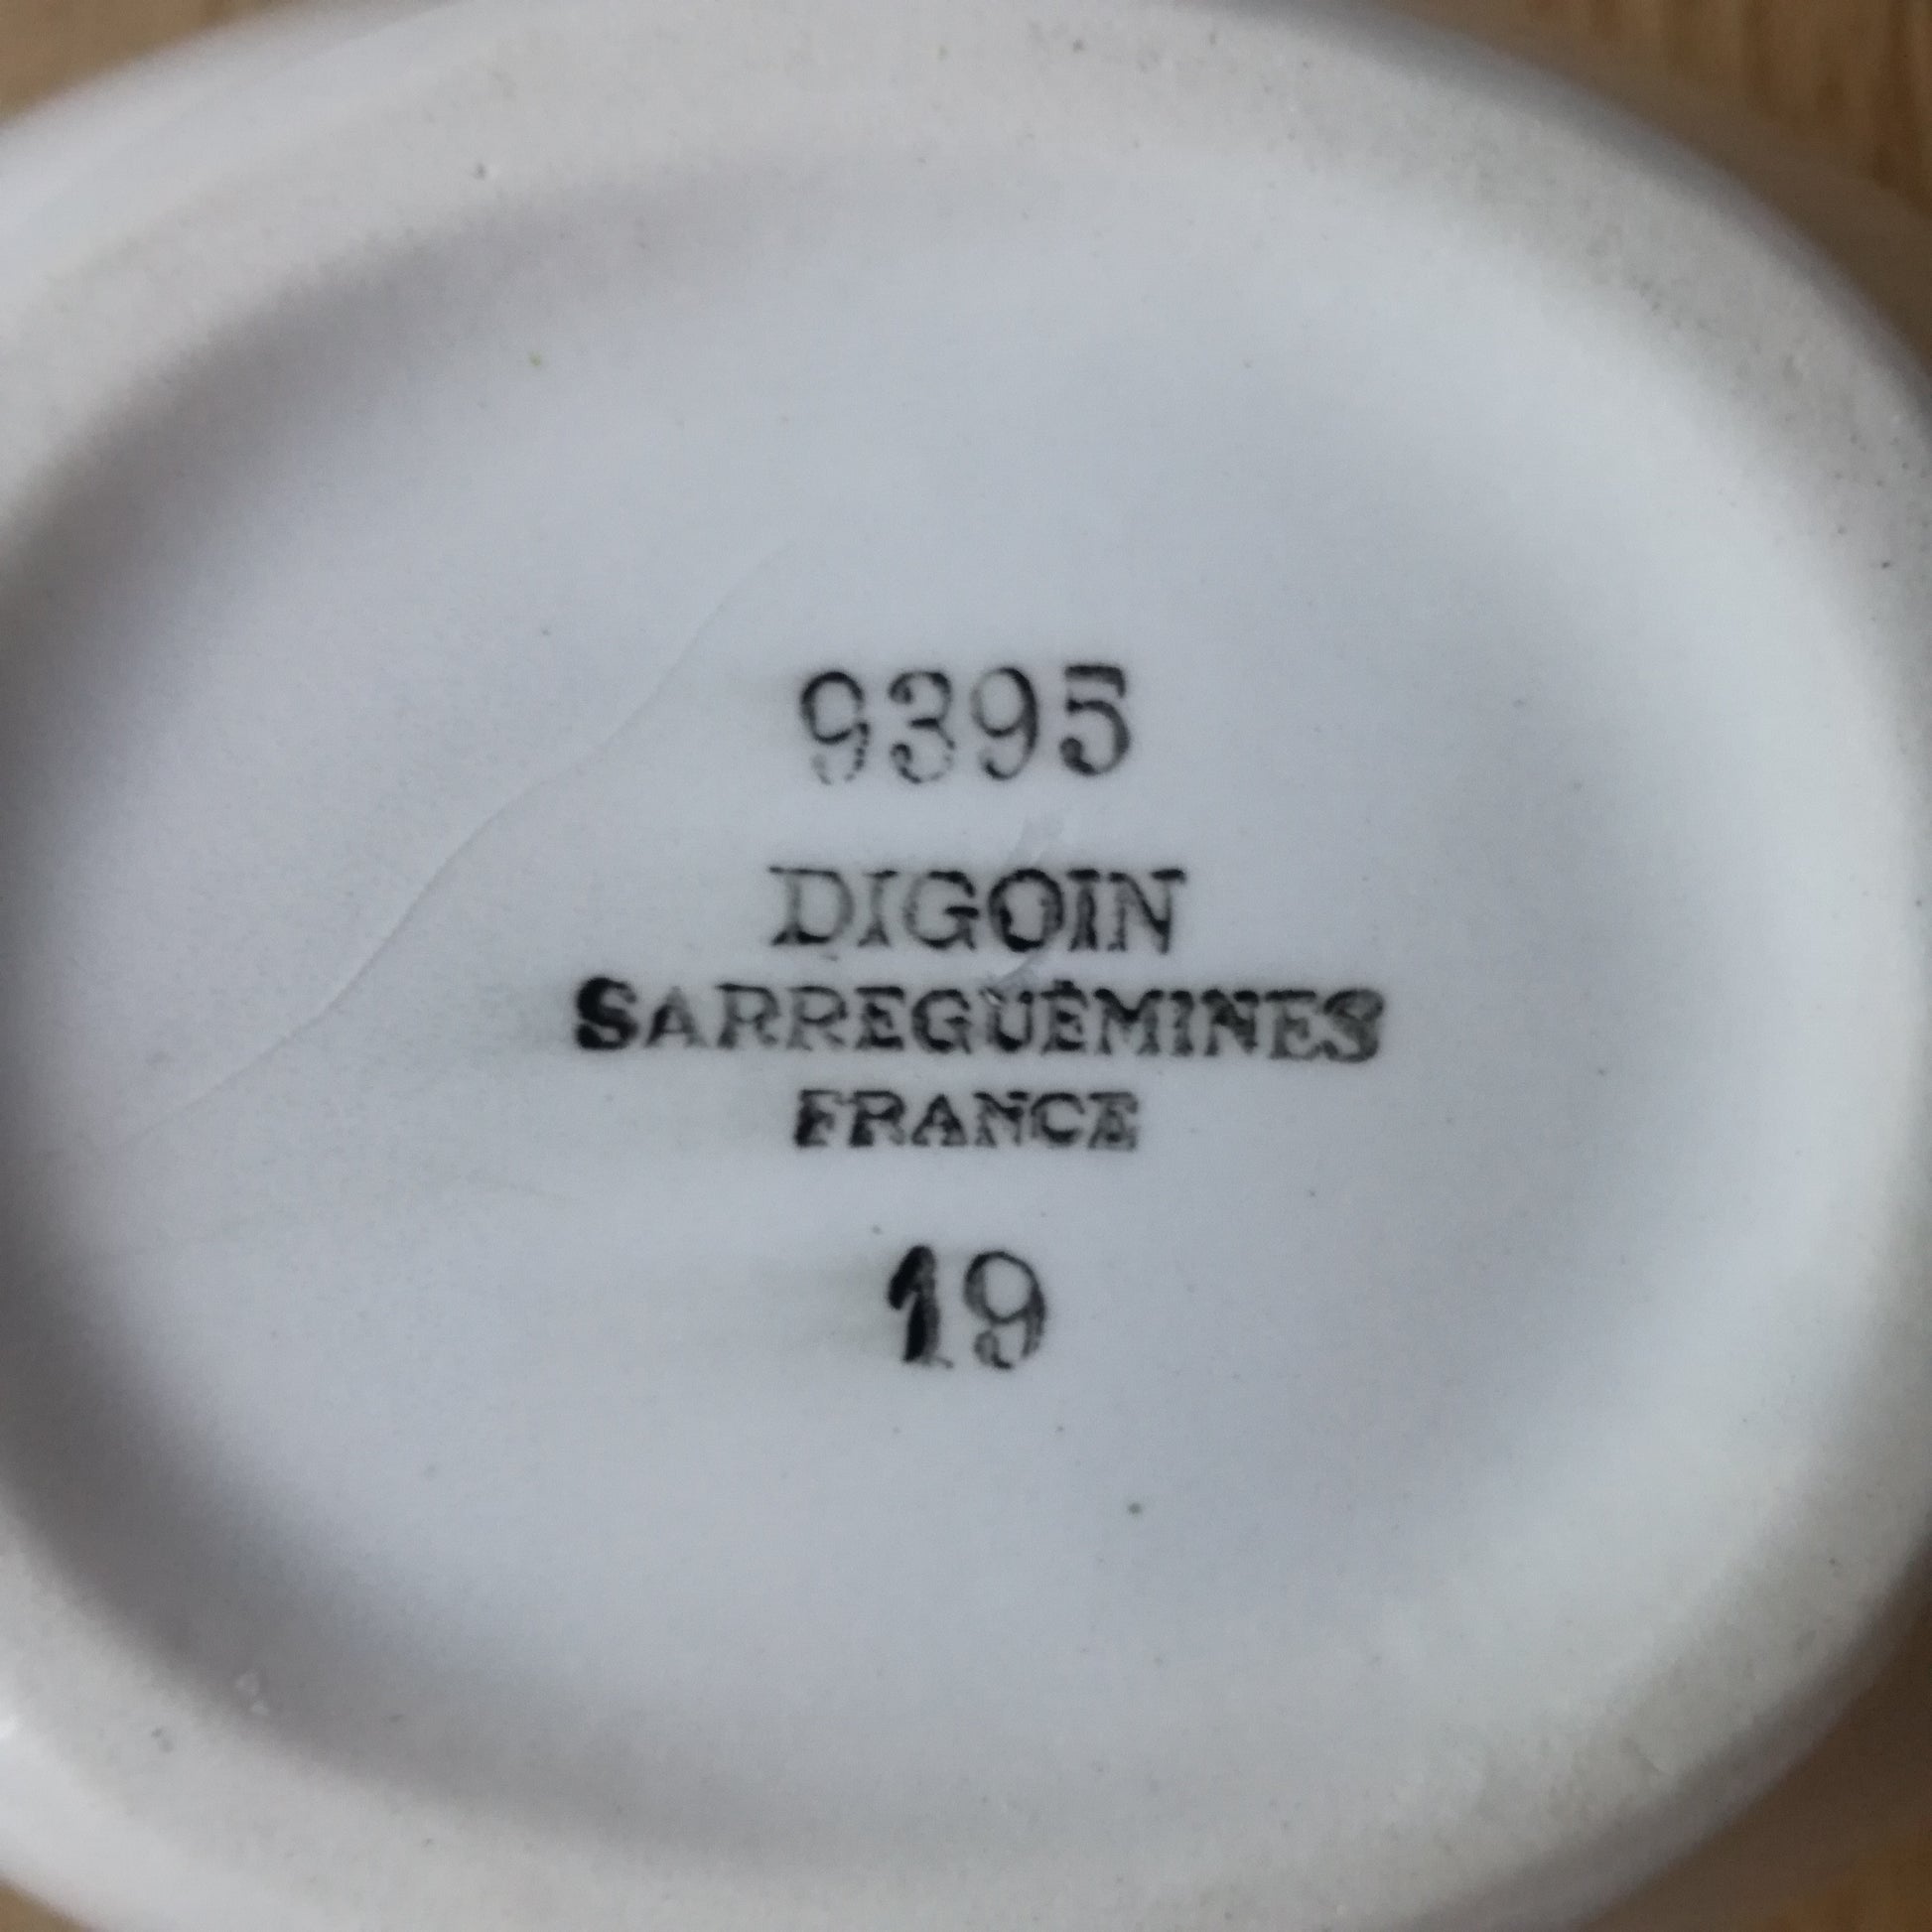 9395
DIGOIN
SARREGUEMINES
FRANCE
19